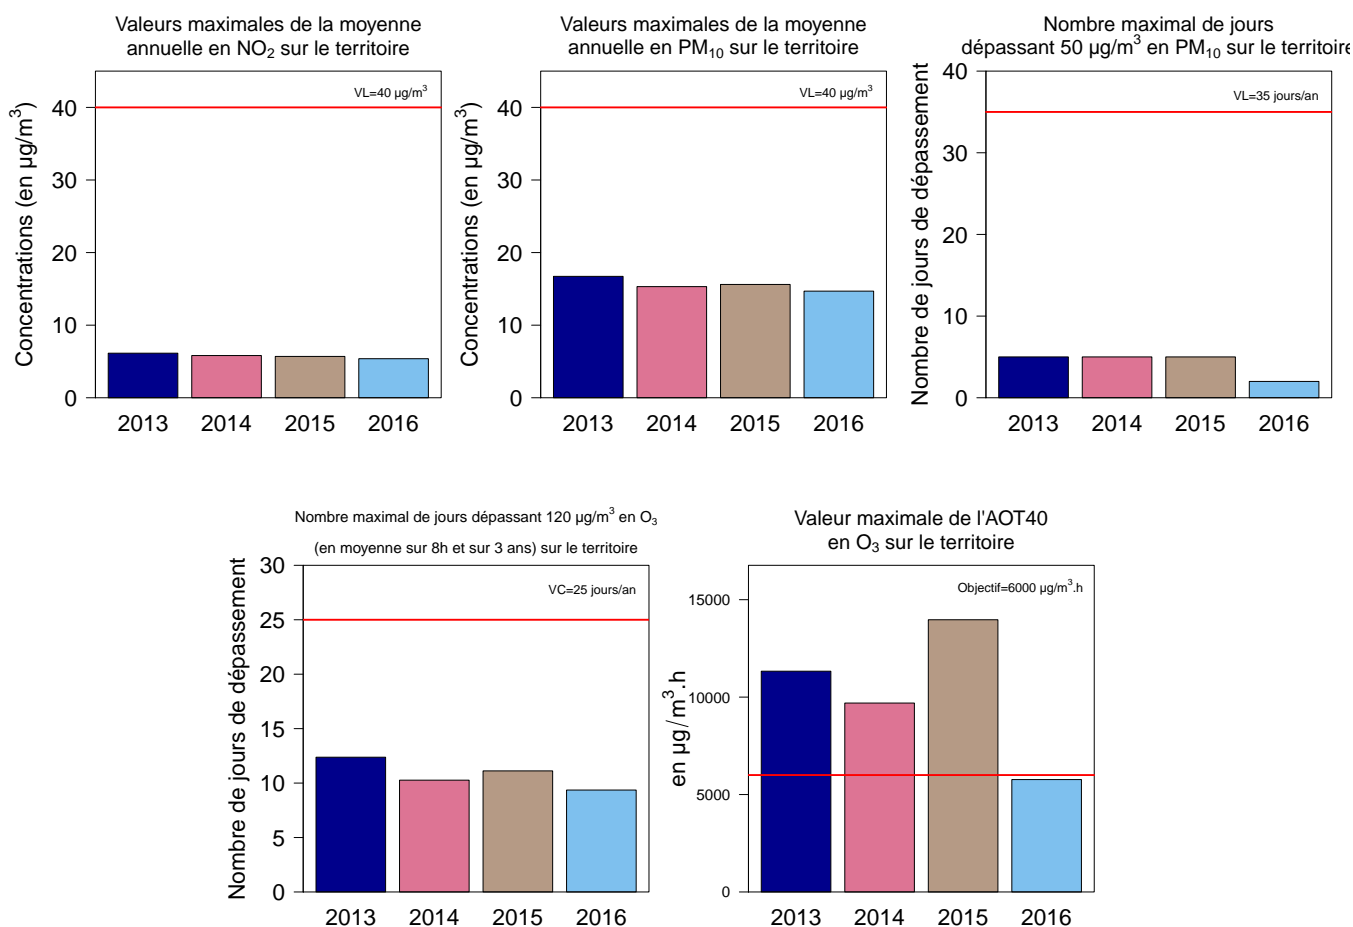 Valeurs maximales de la moyenne
annuelle en NO₂ sur le territoire
Concentrations (en µg/m³)
VL=40 µg/m³
40
30
20
10
0
2013 2014 2015 2016
Valeurs maximales de la moyenne
annuelle en PM₁₀ sur le territoire
Concentrations (en µg/m³)
VL=40 µg/m³
40
30
20
10
0
2013 2014 2015 2016
Nombre maximal de jours
dépassant 50 µg/m³ en PM₁₀ sur le territoire
Nombre de jours de dépassement
VL=35 jours/an
40
30
20
10
0
2013 2014 2015 2016
Nombre maximal de jours dépassant 120 µg/m³ en O₃
(en moyenne sur 8h et sur 3 ans) sur le territoire
Nombre de jours de dépassement
VC=25 jours/an
30
25
20
15
10
5
0
2013 2014 2015 2016
Valeur maximale de l'AOT40
en O₃ sur le territoire
en µg/m³.h
Objectif=6000 µg/m³.h
15000
10000
5000
0
2013 2014 2015 2016